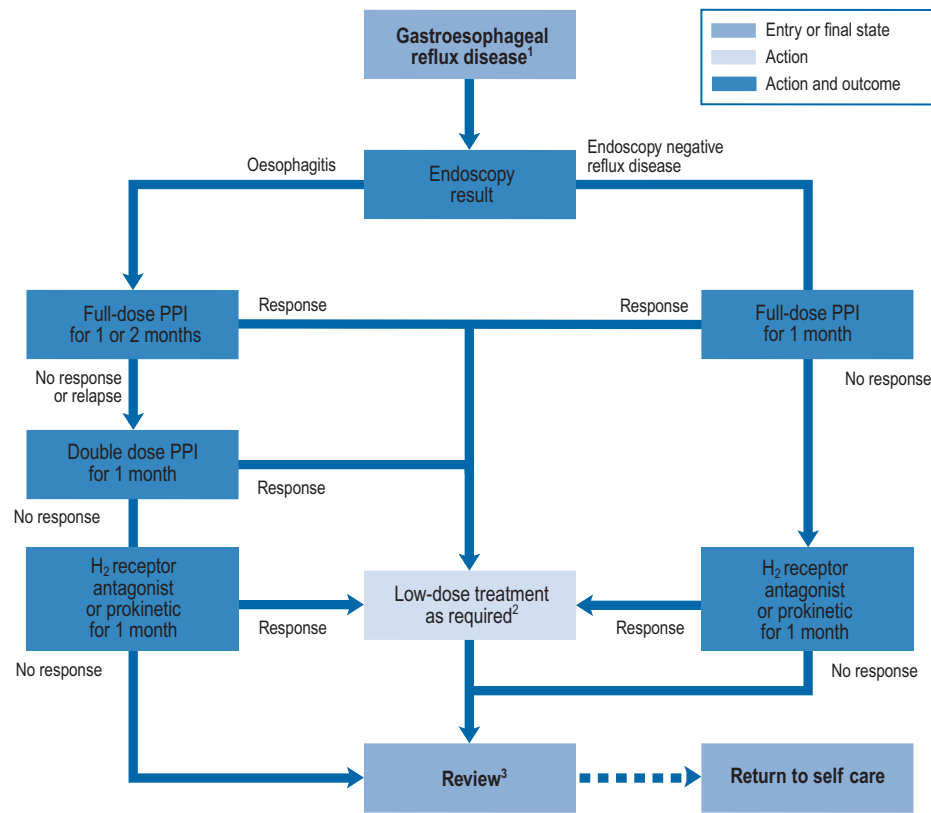 Gastroesophageal
reflux disease¹
Entry or final state
Action
Action and outcome
Oesophagitis
Endoscopy negative
reflux disease
Endoscopy
result
Full-dose PPI
for 1 or 2 months
Response
Response
Full-dose PPI
for 1 month
No response
or relapse
No response
Double dose PPI
for 1 month
Response
No response
H₂ receptor
antagonist
or prokinetic
for 1 month
Response
Low-dose treatment
as required²
Response
H₂ receptor
antagonist
or prokinetic
for 1 month
No response
No response
Review³
Return to self care